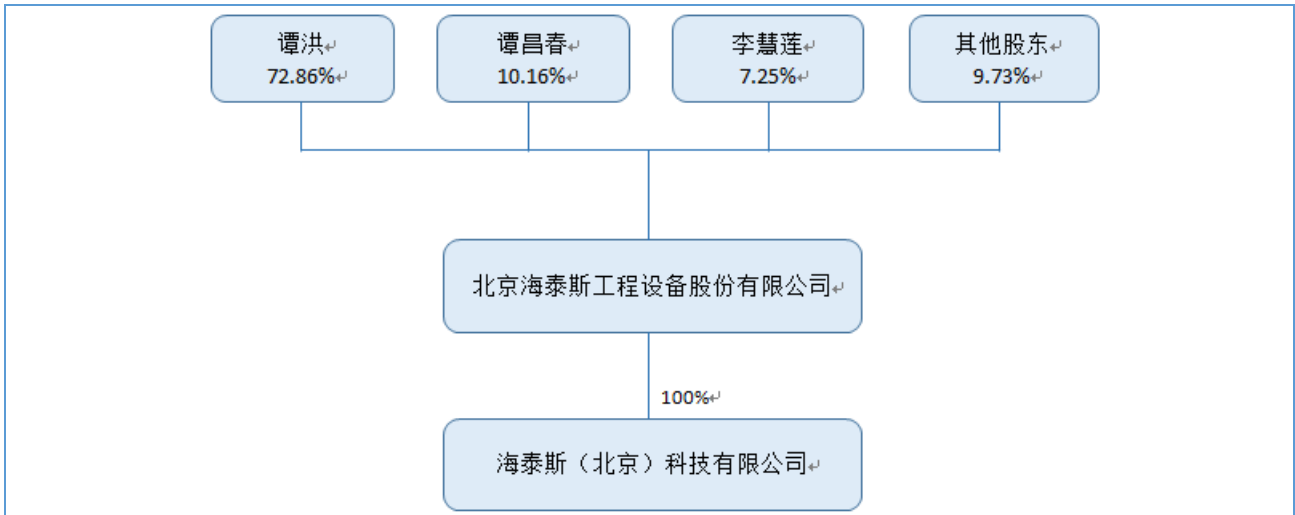 谭洪
72.86%
谭昌春
10.16%
李慧莲
7.25%
其他股东
9.73%
北京海泰斯工程设备股份有限公司
100%
海泰斯（北京）科技有限公司